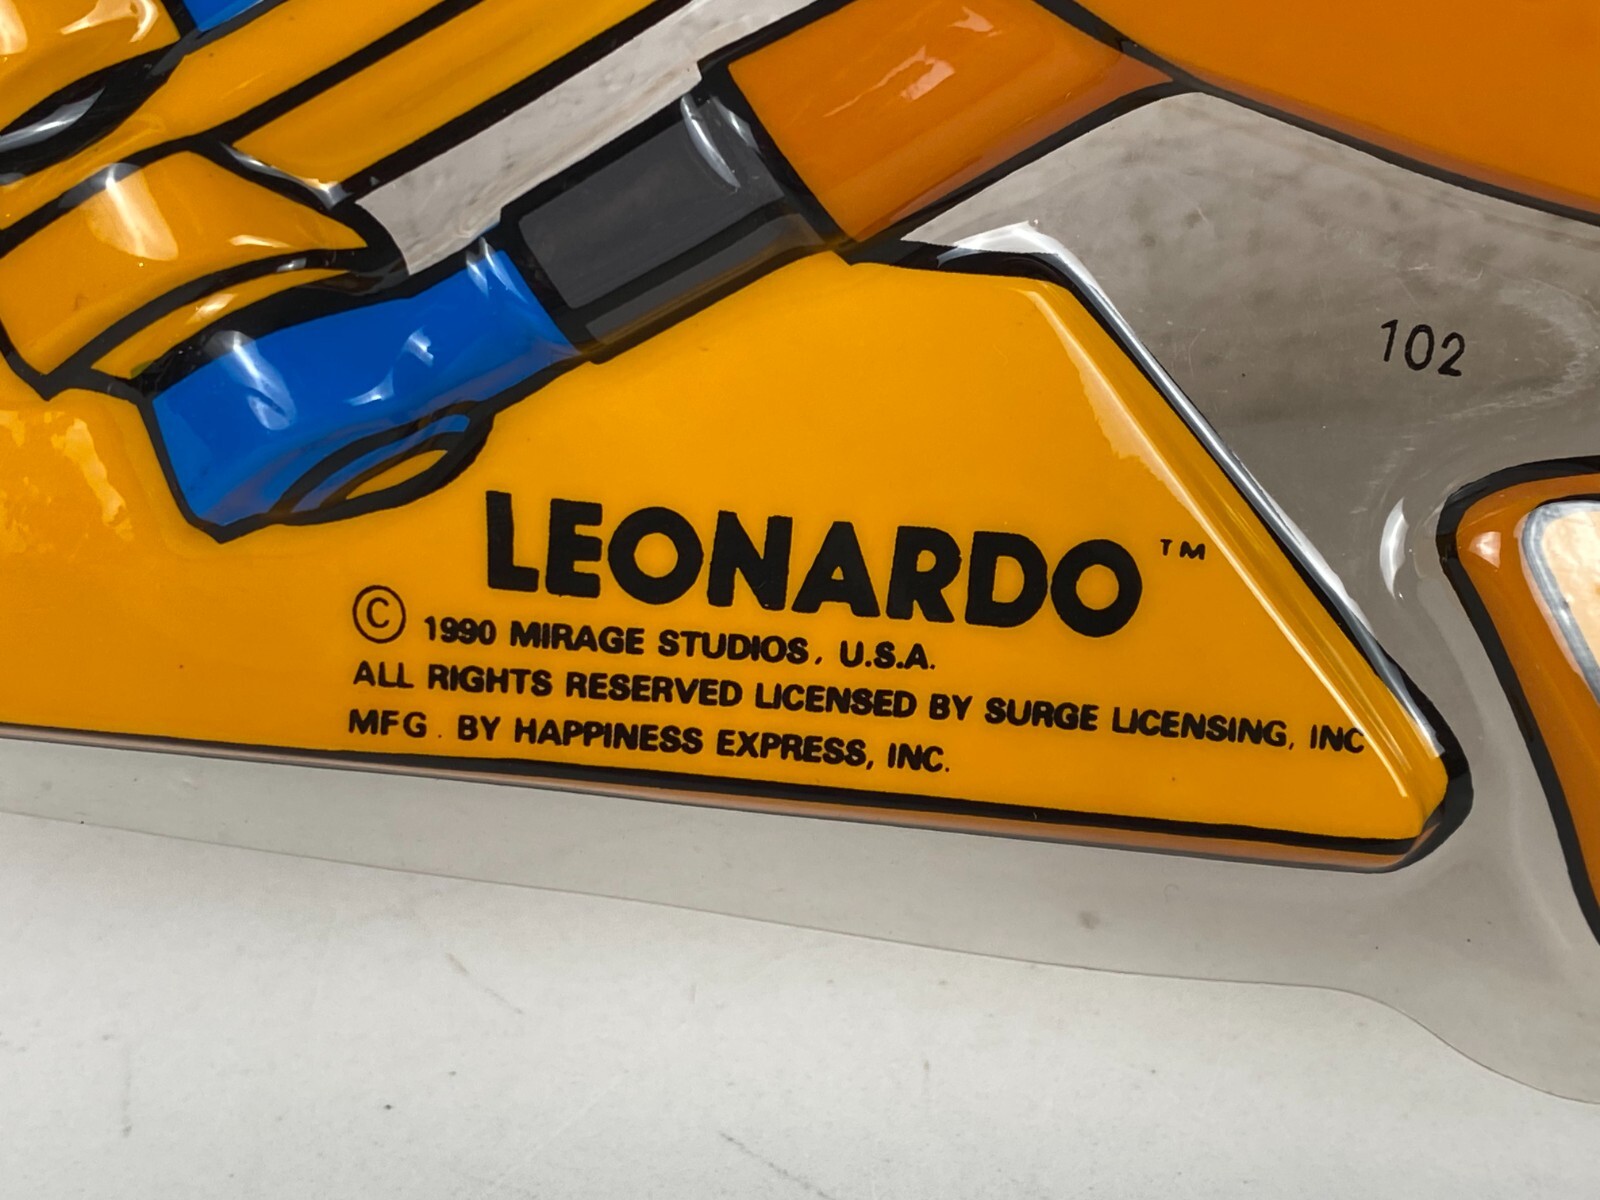 102
LEONARDO™
© 1990 MIRAGE STUDIOS, U.S.A.
ALL RIGHTS RESERVED LICENSED BY SURGE LICENSING, INC
MFG. BY HAPPINESS EXPRESS, INC.